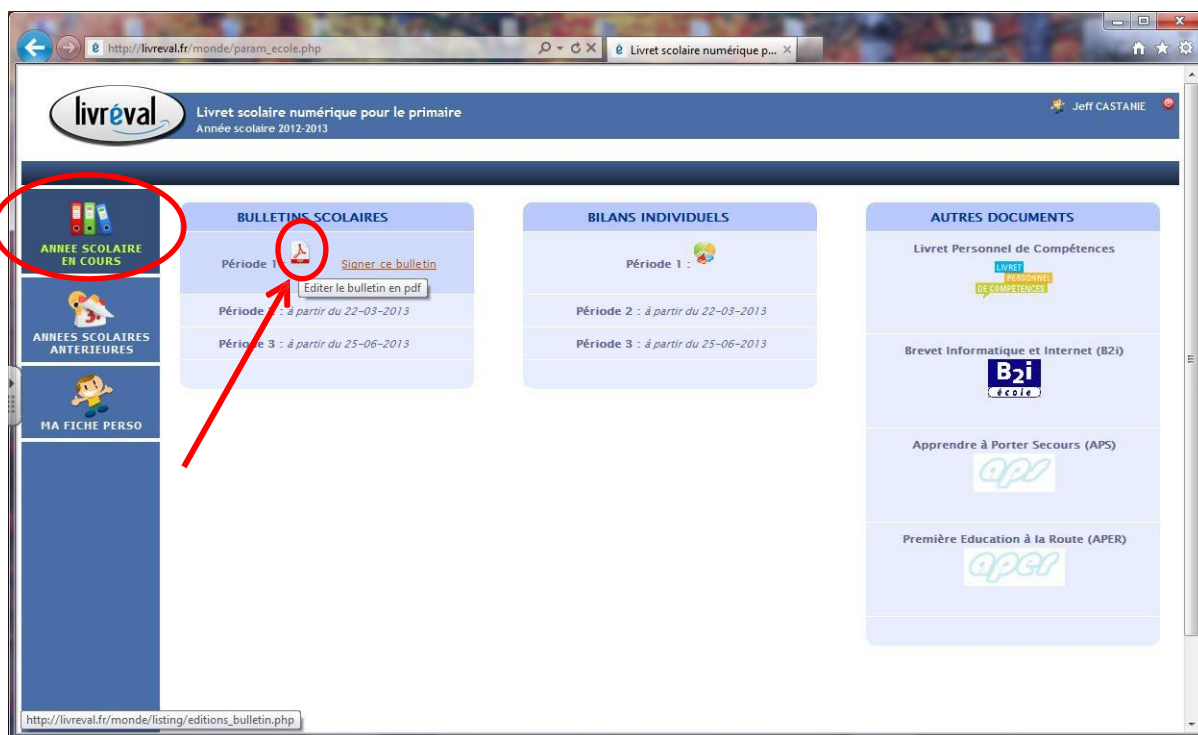 http://livreval.fr/monde/param_ecole.php
Livret scolaire numérique p...
livréval
Livret scolaire numérique pour le primaire
Année scolaire 2012-2013
Jeff CASTANIE
ANNEE SCOLAIRE
EN COURS
ANNEES SCOLAIRES
ANTERIEURES
MA FICHE PERSO
BULLETINS SCOLAIRES
Période 1 : Signer ce bulletin
Editer le bulletin en pdf
Période 2 : à partir du 22-03-2013
Période 3 : à partir du 25-06-2013
BILANS INDIVIDUELS
Période 1 :
Période 2 : à partir du 22-03-2013
Période 3 : à partir du 25-06-2013
AUTRES DOCUMENTS
Livret Personnel de Compétences
LIVRET
PERSONNEL
DE COMPÉTENCES
Brevet Informatique et Internet (B2i)
B2i
école
Apprendre à Porter Secours (APS)
aps
Première Education à la Route (APER)
aper
http://livreval.fr/monde/listing/editions_bulletin.php